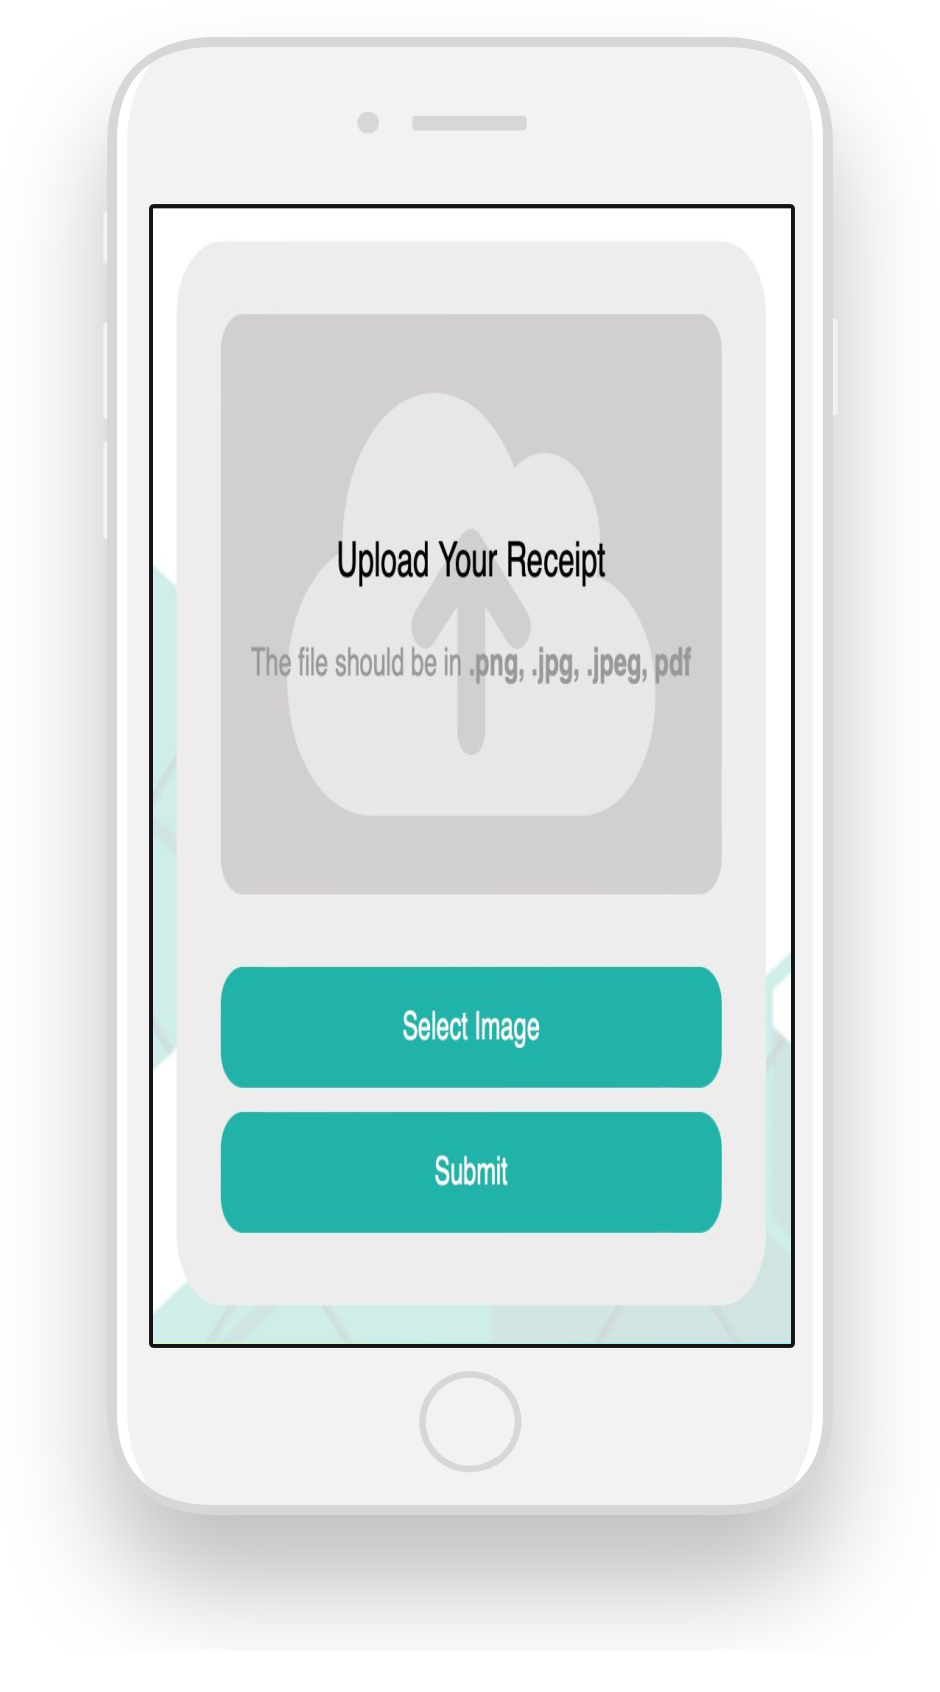 Upload Your Receipt
The file should be in .png, .jpg, .jpeg, pdf
Select Image
Submit